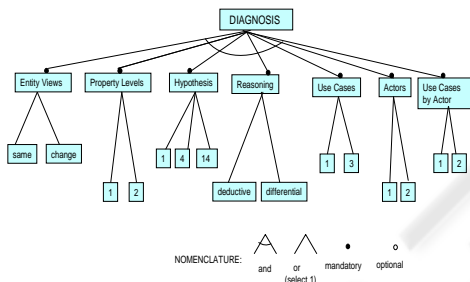 DIAGNOSIS
Entity Views Property Levels Hypothesis Reasoning Use Cases Actors Use Cases
by Actor
same change 1 4 14 1 3 1 2
1 2 deductive differential 1 2
NOMENCLATURE: and or mandatory optional
(select 1)